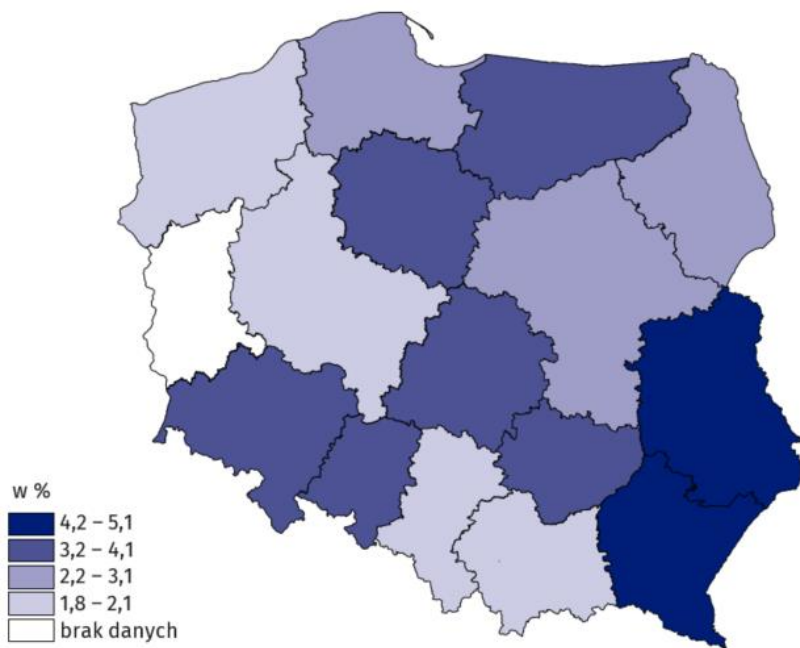 w %
4,2 – 5,1
3,2 – 4,1
2,2 – 3,1
1,8 – 2,1
brak danych